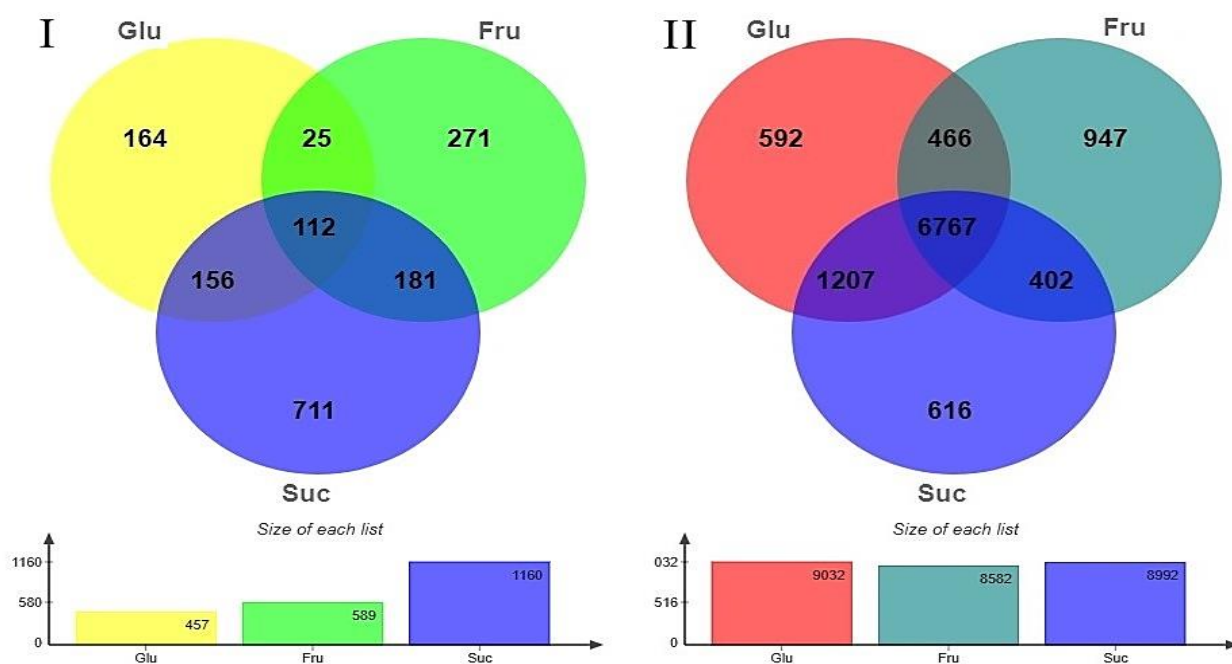 I
Glu
Fru
164
25
271
112
156
181
711
Suc
Size of each list
1160
580
0
457
589
1160
Glu
Fru
Suc
II
Glu
Fru
592
466
947
6767
1207
402
616
Suc
Size of each list
032
516
0
9032
8582
8992
Glu
Fru
Suc